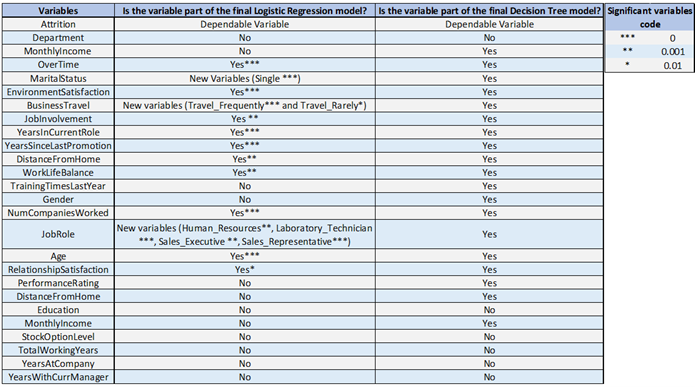 Variables Is the variable part of the final Logistic Regression model? Is the variable part of the final Decision Tree model?
Attrition Dependable Variable Dependable Variable
Department No No
MonthlyIncome No Yes
OverTime Yes*** Yes
MaritalStatus New Variables (Single ***) Yes
EnvironmentSatisfaction Yes*** Yes
BusinessTravel New variables (Travel_Frequently*** and Travel_Rarely*) Yes
JobInvolvement Yes ** Yes
YearsInCurrentRole Yes*** Yes
YearsSinceLastPromotion Yes*** Yes
DistanceFromHome Yes** Yes
WorkLifeBalance Yes** Yes
TrainingTimesLastYear No Yes
Gender No Yes
NumCompaniesWorked Yes*** Yes
JobRole New variables (Human_Resources**, Laboratory_Technician
***, Sales_Executive **, Sales_Representative***) Yes
Age Yes*** Yes
RelationshipSatisfaction Yes* Yes
PerformanceRating No Yes
DistanceFromHome No Yes
Education No No
MonthlyIncome No Yes
StockOptionLevel No No
TotalWorkingYears No No
YearsAtCompany No No
YearsWithCurrManager No No
Significant variables
code
*** 0
** 0.001
* 0.01